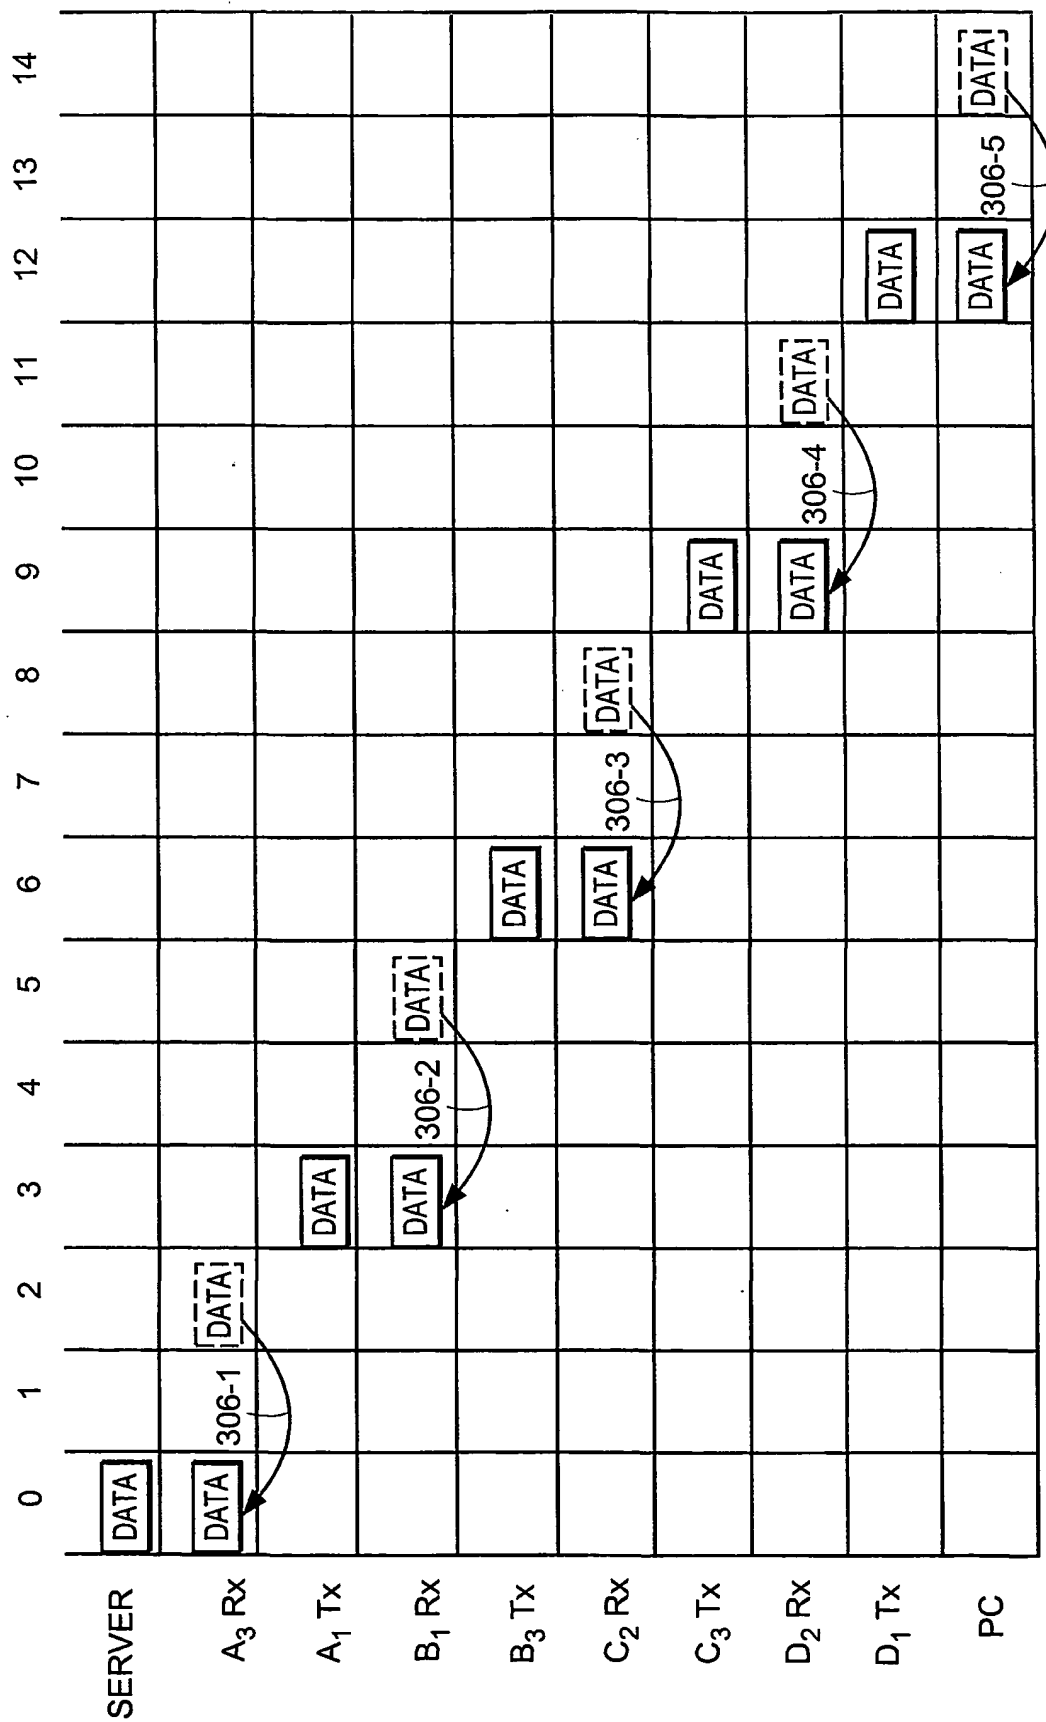 0 1 2 3 4 5 6 7 8 9 10 11 12 13 14
SERVER DATA
A₃ Rx DATA 306-1 DATA
A₁ Tx DATA
B₁ Rx DATA 306-2 DATA
B₃ Tx DATA
C₂ Rx DATA 306-3 DATA
C₃ Tx DATA
D₂ Rx DATA 306-4 DATA
D₁ Tx DATA
PC DATA 306-5 DATA